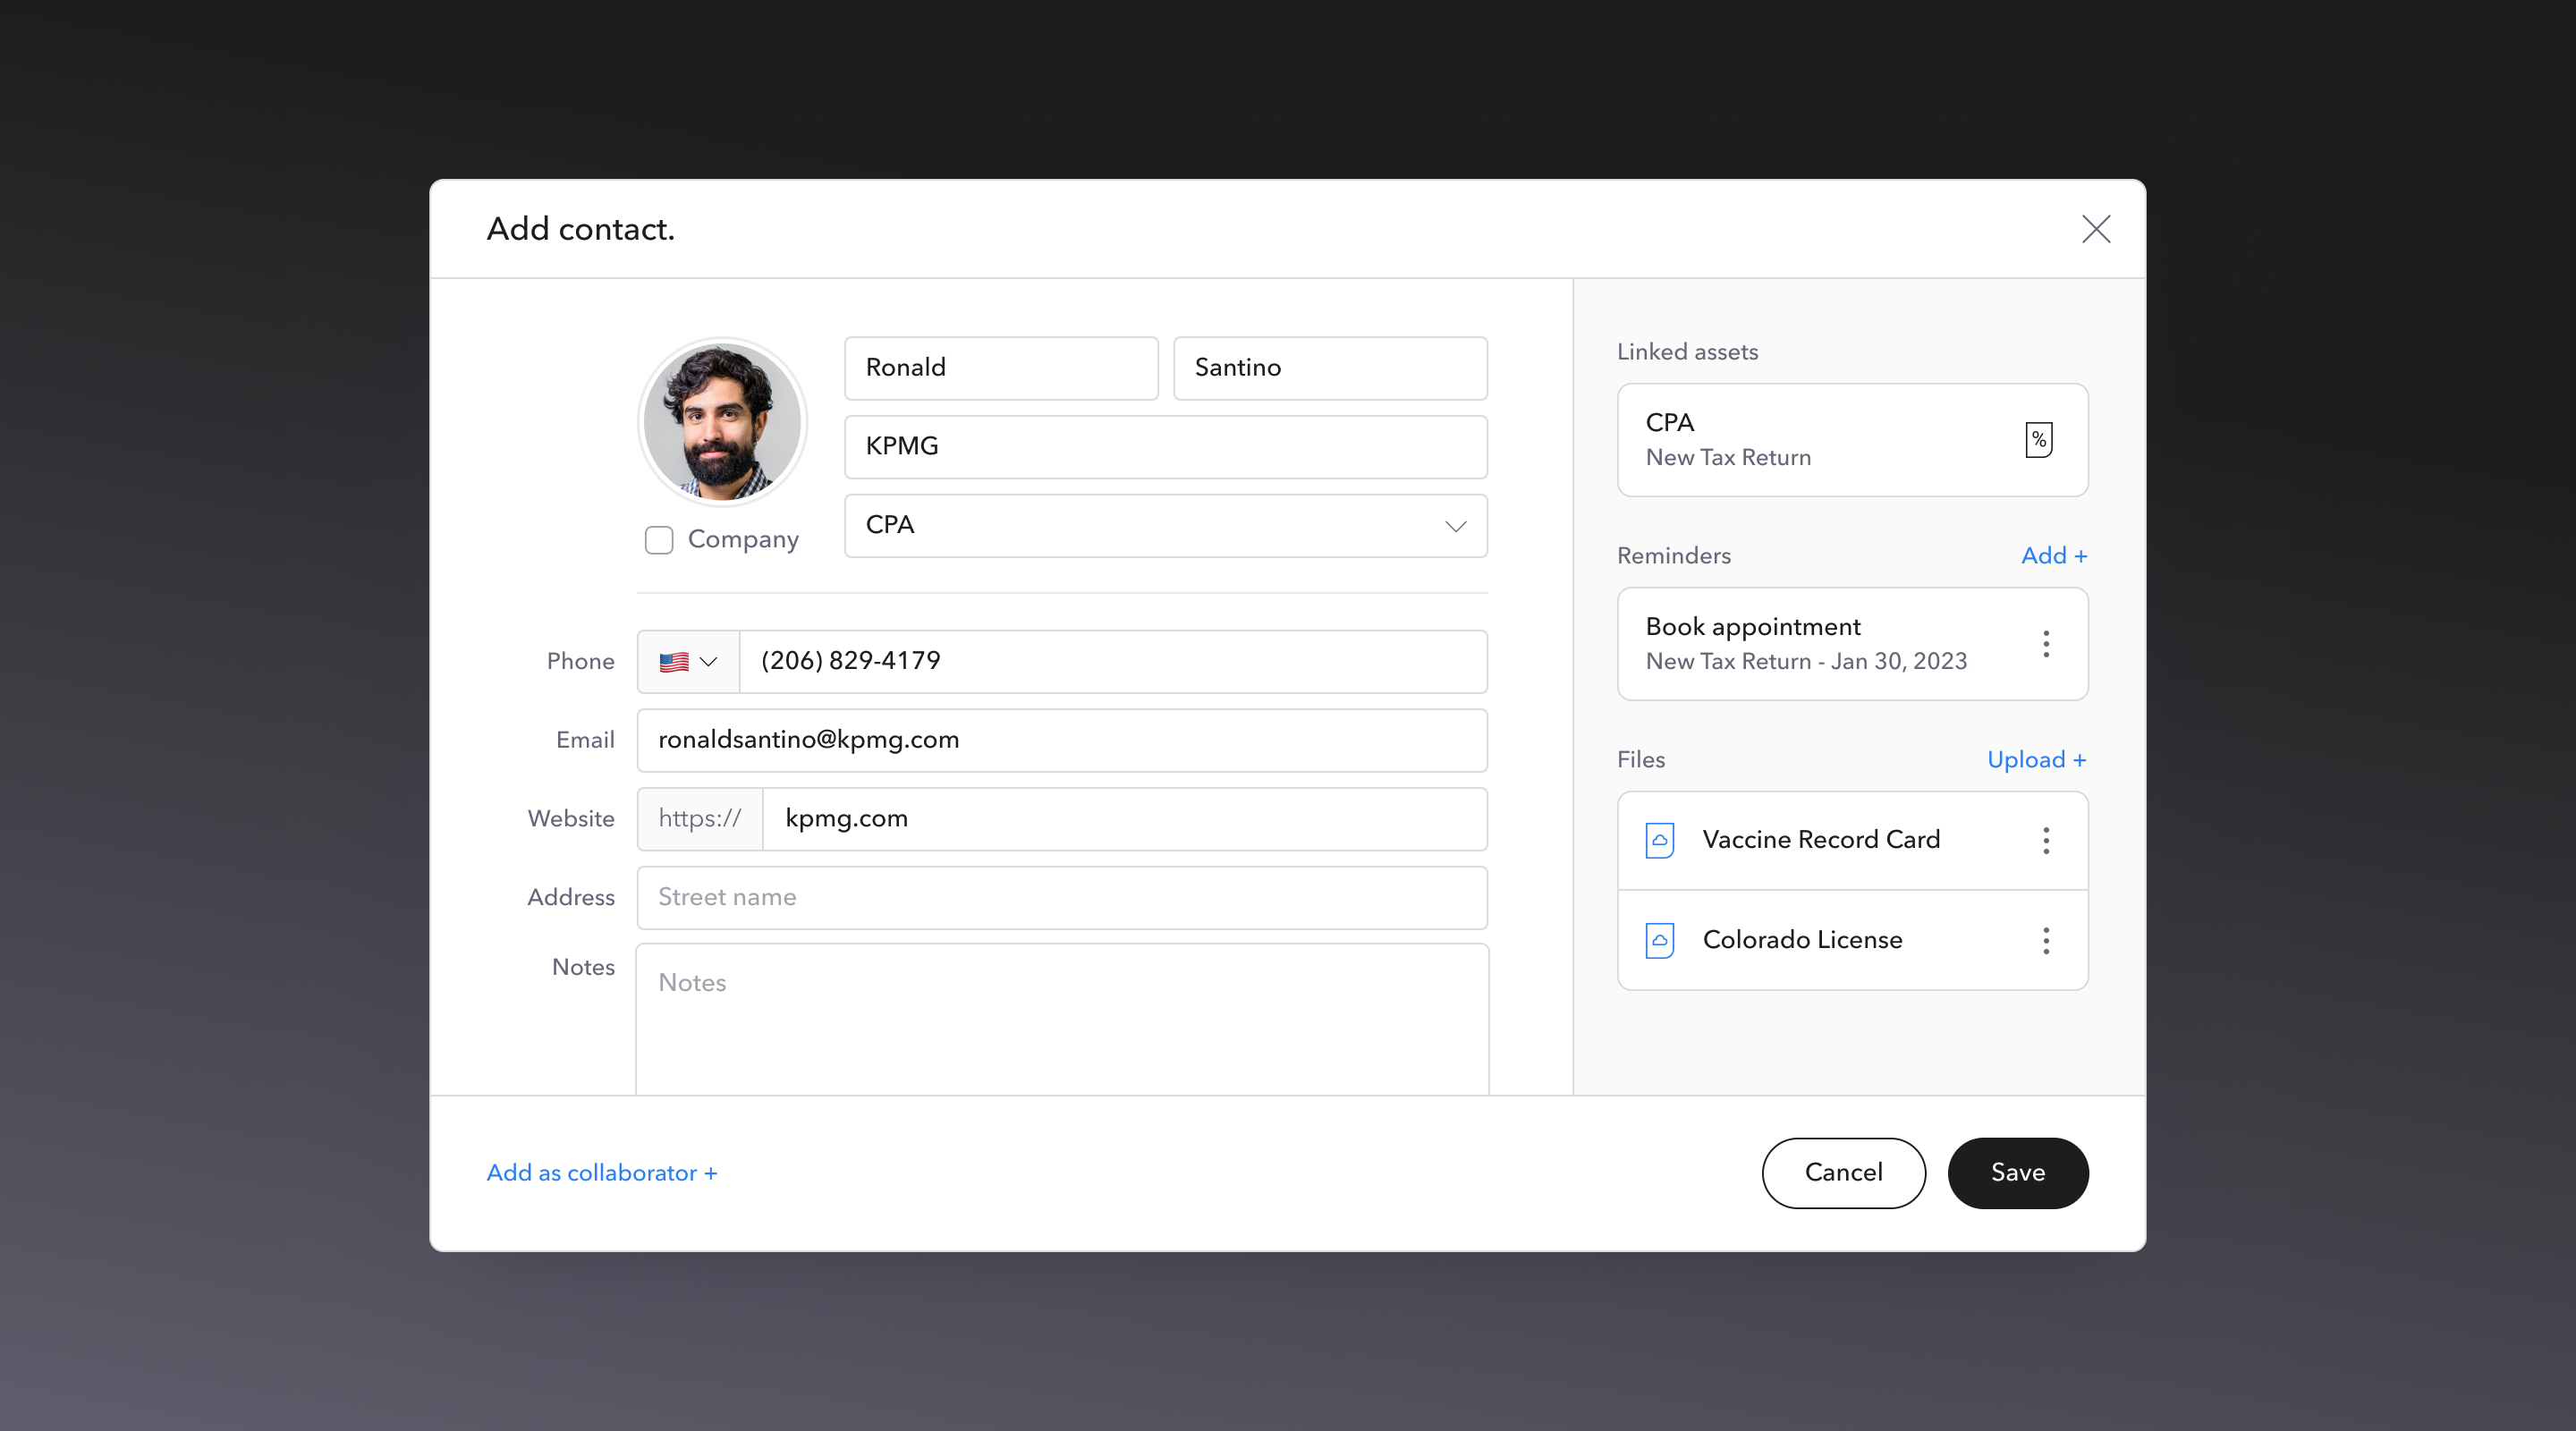 Add contact.
Ronald
Santino
KPMG
CPA
Company
Phone
(206) 829-4179
Email
ronaldsantino@kpmg.com
Website
https://
kpmg.com
Address
Street name
Notes
Notes
Linked assets
CPA
New Tax Return
%
Reminders
Add +
Book appointment
New Tax Return - Jan 30, 2023
Files
Upload +
Vaccine Record Card
Colorado License
Add as collaborator +
Cancel
Save